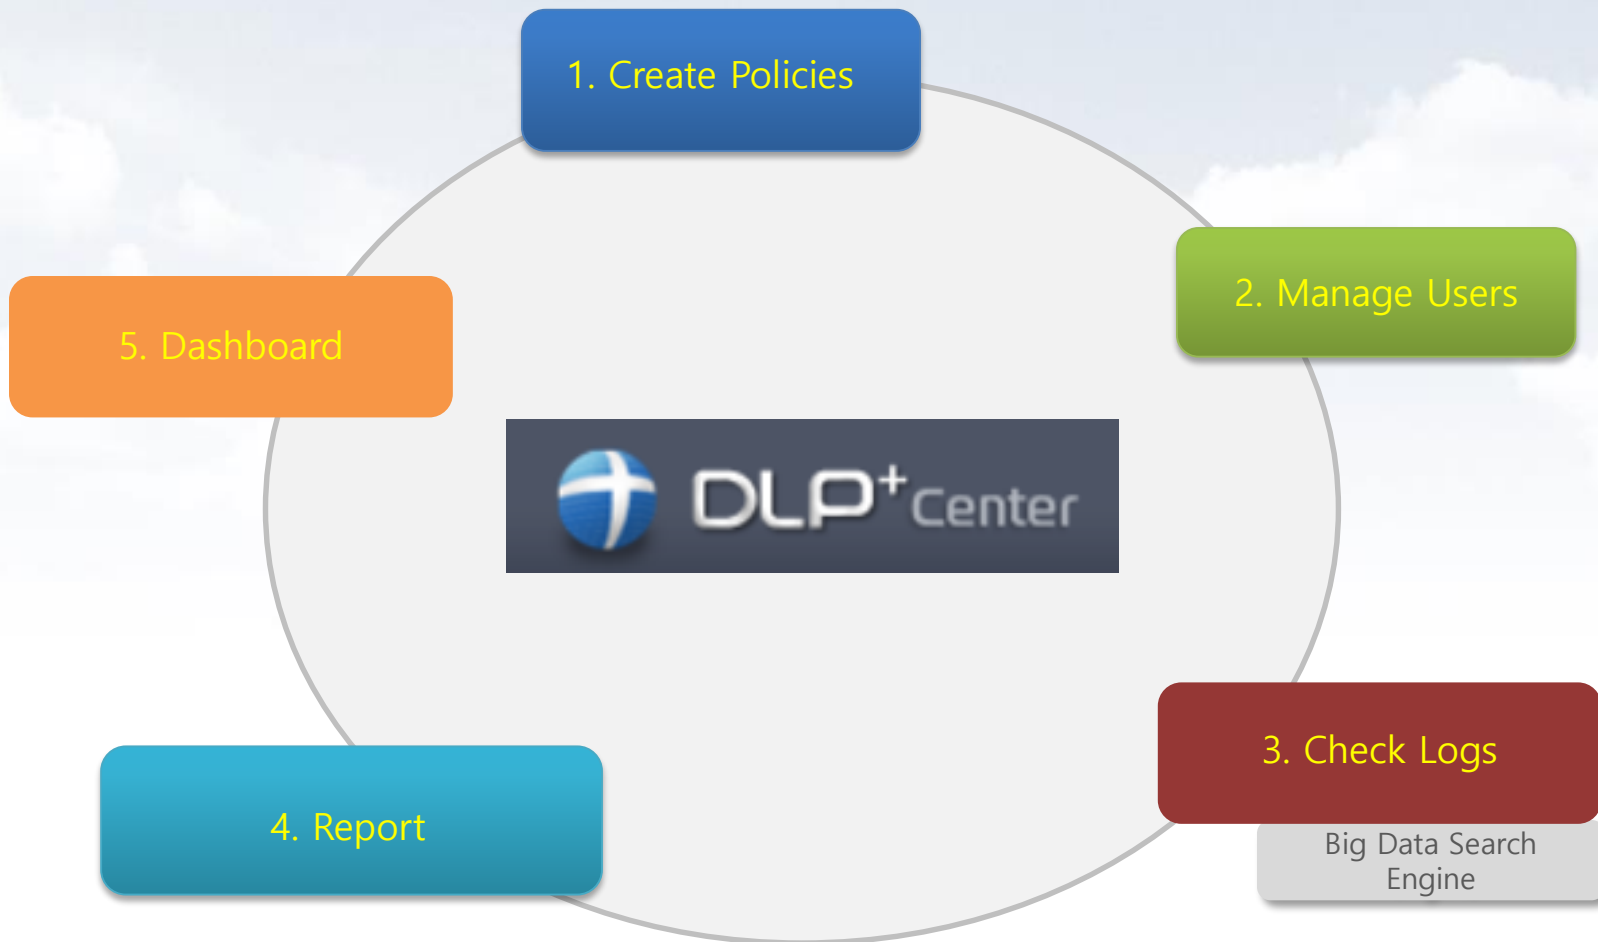 1. Create Policies
2. Manage Users
5. Dashboard
DLP+ Center
3. Check Logs
4. Report
Big Data Search
Engine